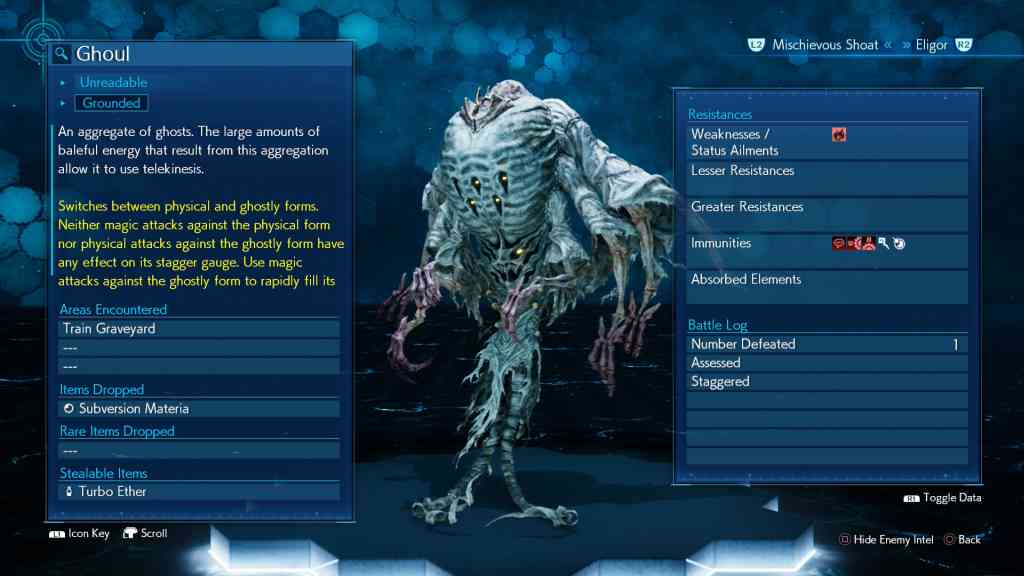 Ghoul
Unreadable
Grounded
An aggregate of ghosts. The large amounts of
baleful energy that result from this aggregation
allow it to use telekinesis.
Switches between physical and ghostly forms.
Neither magic attacks against the physical form
nor physical attacks against the ghostly form have
any effect on its stagger gauge. Use magic
attacks against the ghostly form to rapidly fill its
Areas Encountered
Train Graveyard
---
---
Items Dropped
Subversion Materia
Rare Items Dropped
---
Stealable Items
Turbo Ether
L1 Icon Key Scroll
L2 Mischievous Shoat « » Eligor R2
Resistances
Weaknesses /
Status Ailments
Lesser Resistances
Greater Resistances
Immunities
Absorbed Elements
Battle Log
Number Defeated 1
Assessed
Staggered
R1 Toggle Data
Hide Enemy Intel Back